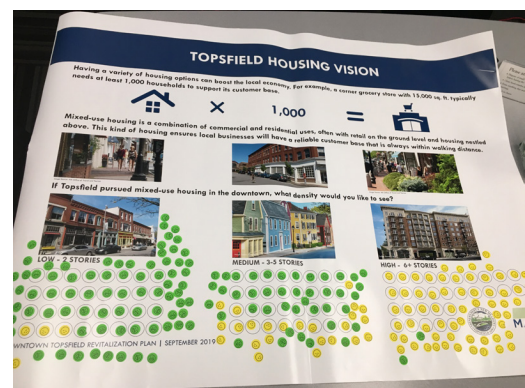 TOPSFIELD HOUSING VISION
Having a variety of housing options can boost the local economy. For example, a corner grocery store with 15,000 sq. ft. typically
needs at least 1,000 households to support its customer base.
X 1,000 =
Mixed-use housing is a combination of commercial and residential uses, often with retail on the ground level and housing nestled
above. This kind of housing ensures local businesses will have a reliable customer base that is always within walking distance.
If Topsfield pursued mixed-use housing in the downtown, what density would you like to see?
LOW - 2 STORIES
MEDIUM - 3-5 STORIES
HIGH - 6+ STORIES
WNTOWN TOPSFIELD REVITALIZATION PLAN | SEPTEMBER 2019
M